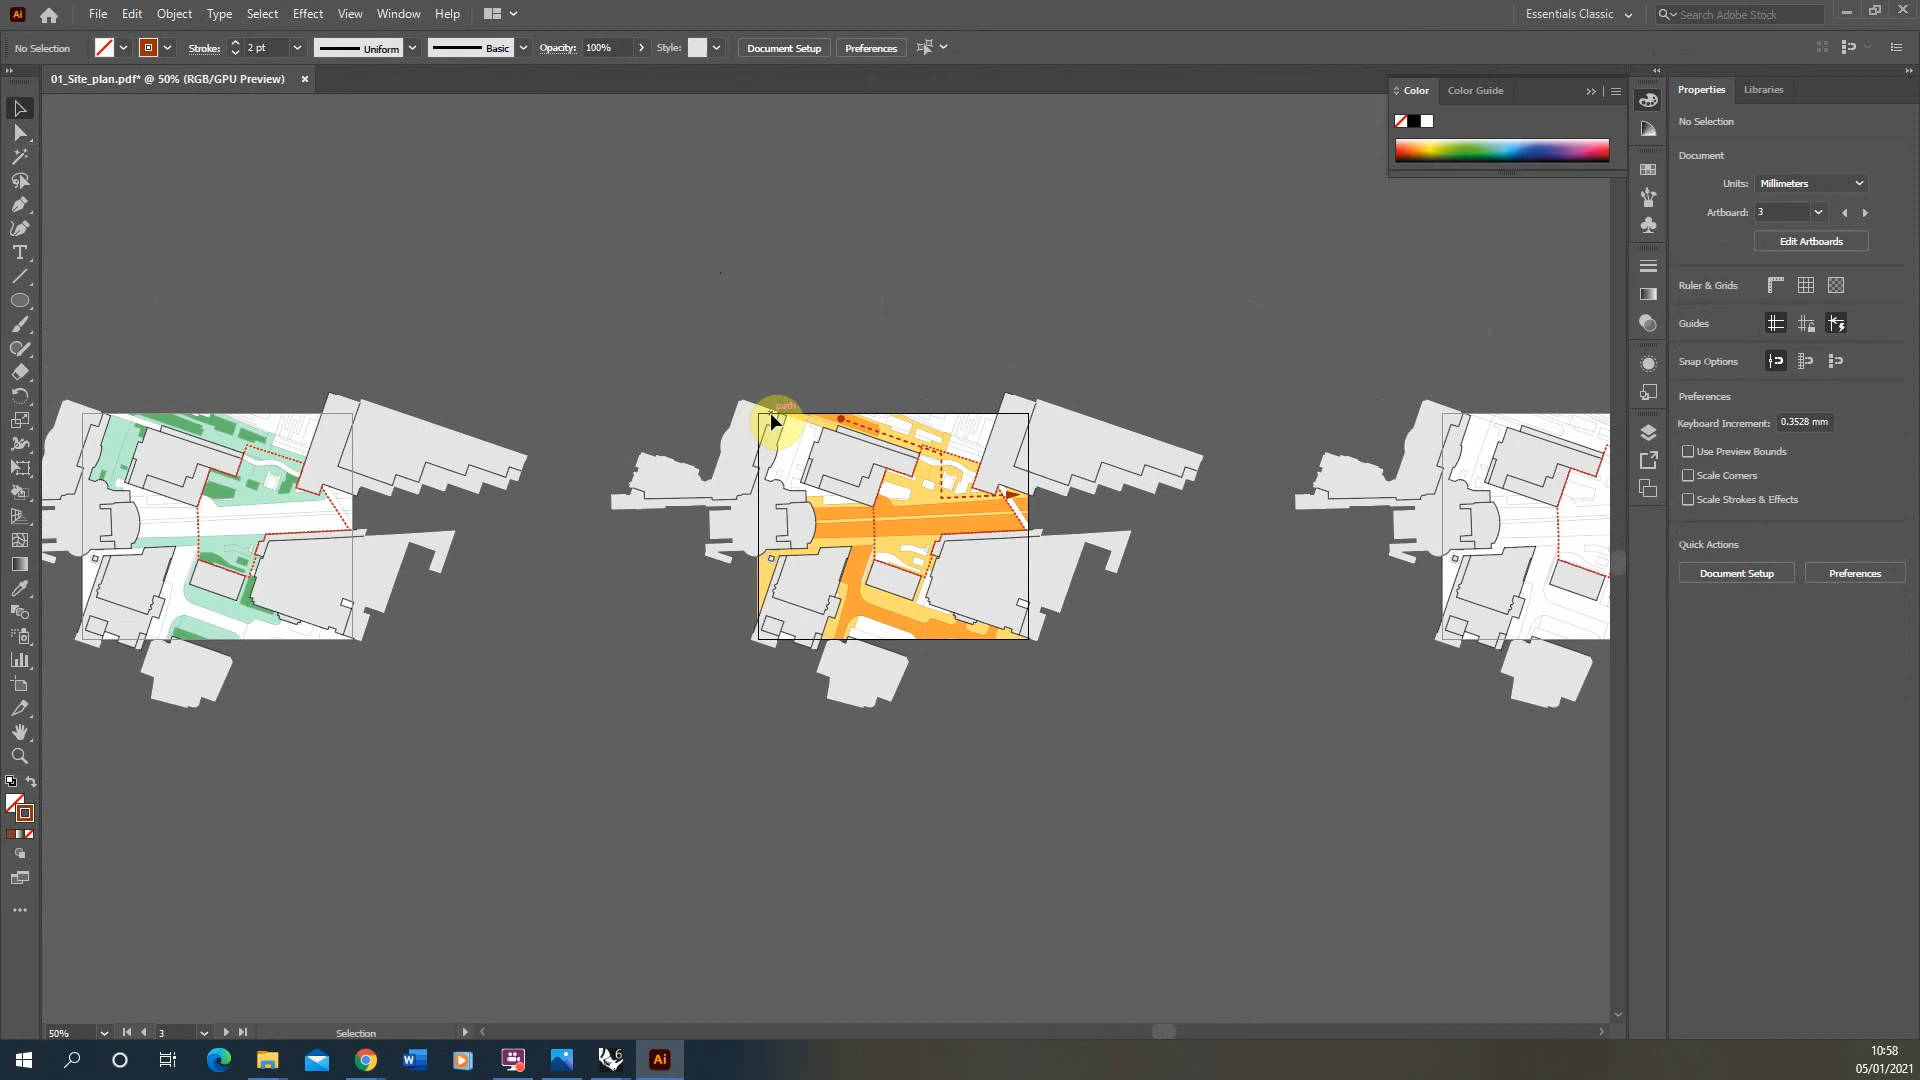 Ai File Edit Object Type Select Effect View Window Help Essentials Classic Search Adobe Stock
No Selection Stroke: 2 pt Uniform Basic Opacity: 100% Style: Document Setup Preferences
01_Site_plan.pdf* @ 50% (RGB/GPU Preview)
Color Color Guide
Properties Libraries
No Selection
Document
Units: Millimeters
Artboard: 3
Edit Artboards
Ruler & Grids
Guides
Snap Options
Preferences
Keyboard Increment: 0.3528 mm
Use Preview Bounds
Scale Corners
Scale Strokes & Effects
Quick Actions
Document Setup Preferences
path
50% 3 Selection
Ai
10:58
05/01/2021